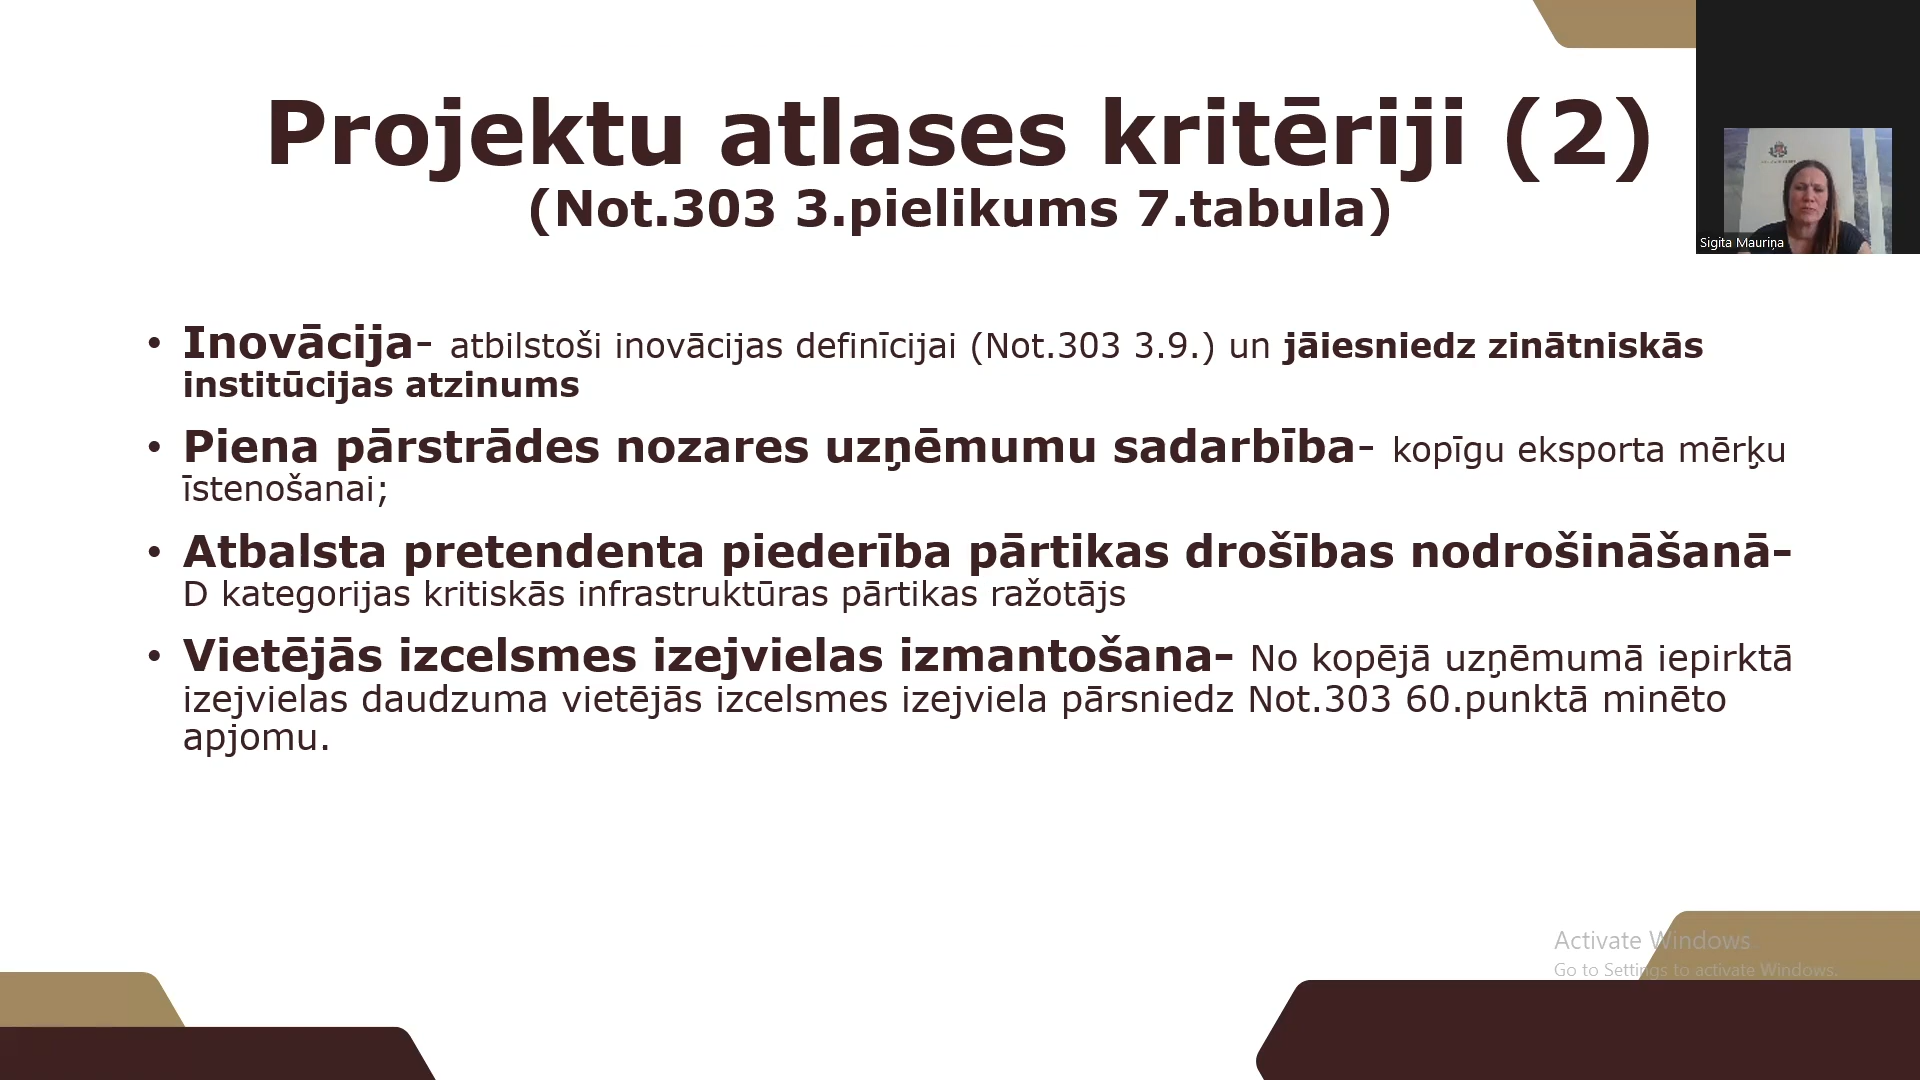 Projektu atlases kritēriji (2)
(Not.303 3.pielikums 7.tabula)
Sigita Mauriņa
• Inovācija- atbilstoši inovācijas definīcijai (Not.303 3.9.) un jāiesniedz zinātniskās
institūcijas atzinums
• Piena pārstrādes nozares uzņēmumu sadarbība- kopīgu eksporta mērķu
īstenošanai;
• Atbalsta pretendenta piederība pārtikas drošības nodrošināšanā-
D kategorijas kritiskās infrastruktūras pārtikas ražotājs
• Vietējās izcelsmes izejvielas izmantošana- No kopējā uzņēmumā iepirktā
izejvielas daudzuma vietējās izcelsmes izejviela pārsniedz Not.303 60.punktā minēto
apjomu.
Activate Windows
Go to Settings to activate Windows.